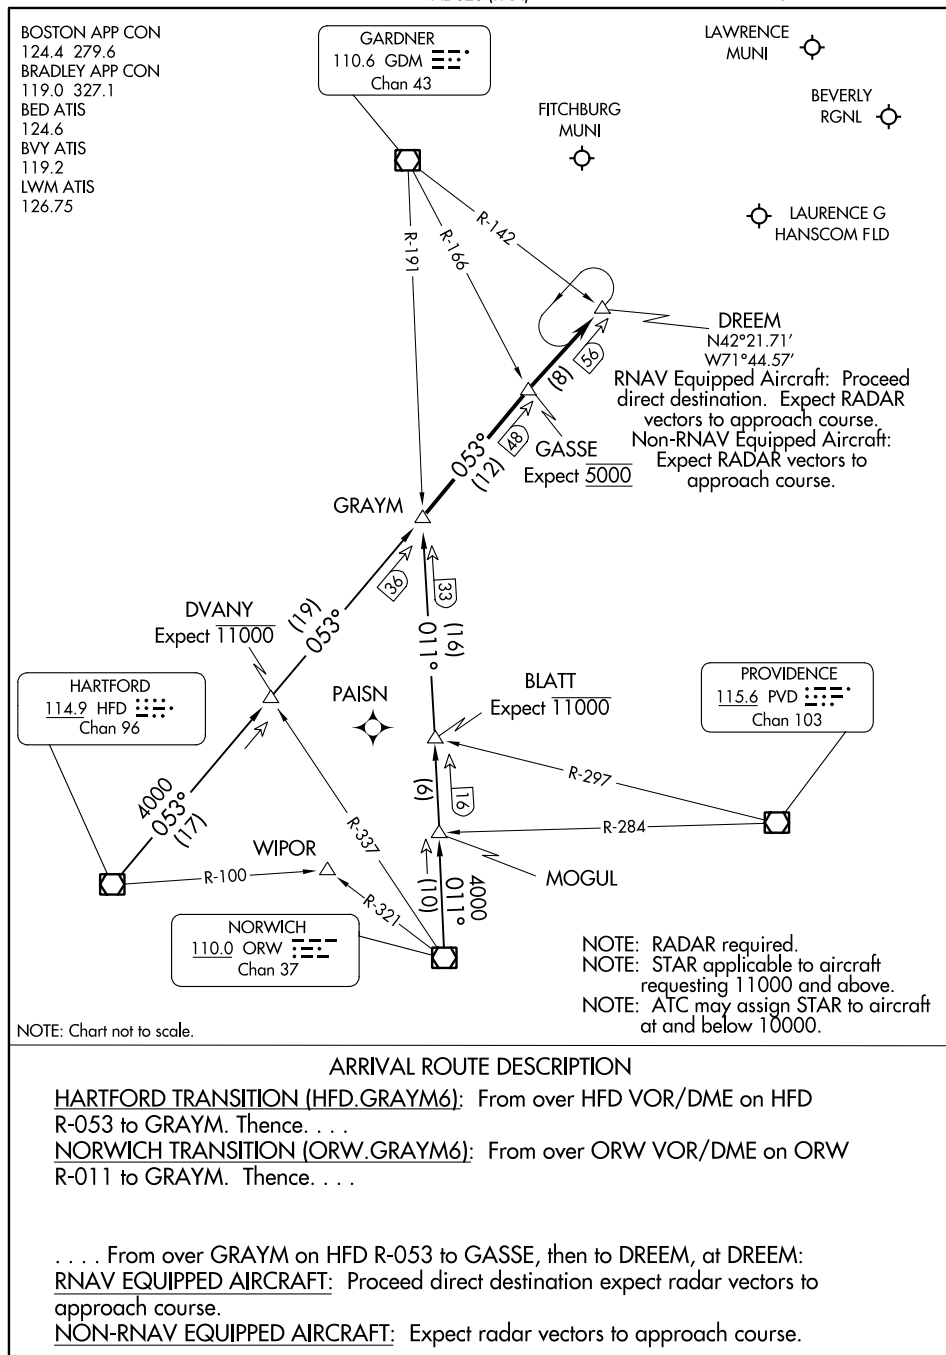 BOSTON APP CON
124.4 279.6
BRADLEY APP CON
119.0 327.1
BED ATIS
124.6
BVY ATIS
119.2
LWM ATIS
126.75
GARDNER
110.6 GDM
Chan 43
LAWRENCE
MUNI
BEVERLY
RGNL
FITCHBURG
MUNI
LAURENCE G
HANSCOM FLD
R-191
R-166
R-142
DREEM
N42°21.71'
W71°44.57'
RNAV Equipped Aircraft: Proceed
direct destination. Expect RADAR
vectors to approach course.
Non-RNAV Equipped Aircraft:
Expect RADAR vectors to
approach course.
56
(8)
48
GASSE
Expect 5000
053°
(12)
GRAYM
36
33
(19)
053°
(16)
011°
DVANY
Expect 11000
HARTFORD
114.9 HFD
Chan 96
PAISN
BLATT
Expect 11000
PROVIDENCE
115.6 PVD
Chan 103
4000
053°
(17)
R-337
(6)
16
R-297
R-284
WIPOR
R-100
R-321
MOGUL
4000
011°
(10)
NORWICH
110.0 ORW
Chan 37
NOTE: RADAR required.
NOTE: STAR applicable to aircraft
requesting 11000 and above.
NOTE: ATC may assign STAR to aircraft
at and below 10000.
NOTE: Chart not to scale.
ARRIVAL ROUTE DESCRIPTION
HARTFORD TRANSITION (HFD.GRAYM6): From over HFD VOR/DME on HFD
R-053 to GRAYM. Thence. . . .
NORWICH TRANSITION (ORW.GRAYM6): From over ORW VOR/DME on ORW
R-011 to GRAYM. Thence. . . .
. . . . From over GRAYM on HFD R-053 to GASSE, then to DREEM, at DREEM:
RNAV EQUIPPED AIRCRAFT: Proceed direct destination expect radar vectors to
approach course.
NON-RNAV EQUIPPED AIRCRAFT: Expect radar vectors to approach course.